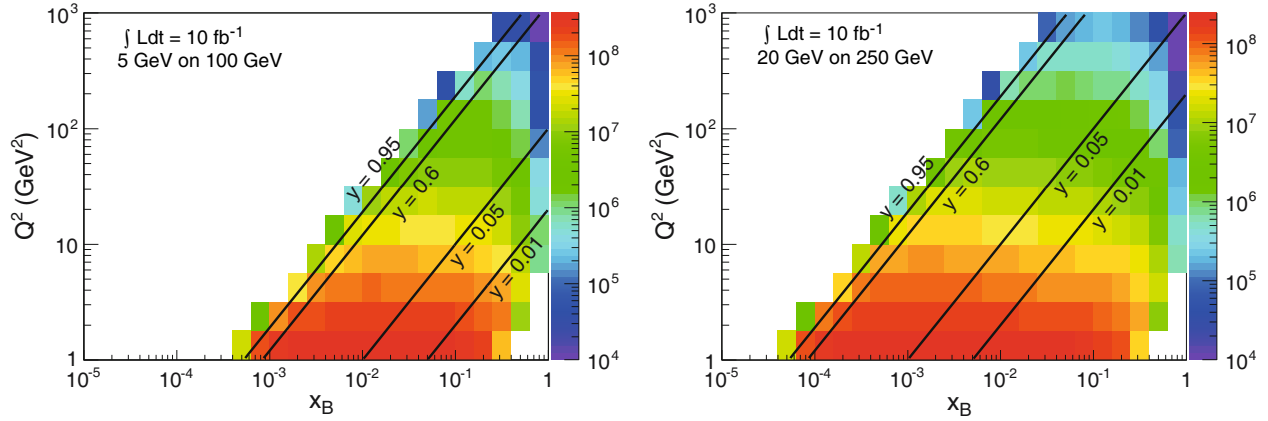 ∫ Ldt = 10 fb⁻¹
5 GeV on 100 GeV
Q² (GeV²)
10³
10²
10
1
y = 0.95
y = 0.6
y = 0.05
y = 0.01
10⁻⁵ 10⁻⁴ 10⁻³ 10⁻² 10⁻¹ 1
x_B
10⁸
10⁷
10⁶
10⁵
10⁴
∫ Ldt = 10 fb⁻¹
20 GeV on 250 GeV
Q² (GeV²)
10³
10²
10
1
y = 0.95
y = 0.6
y = 0.05
y = 0.01
10⁻⁵ 10⁻⁴ 10⁻³ 10⁻² 10⁻¹ 1
x_B
10⁸
10⁷
10⁶
10⁵
10⁴